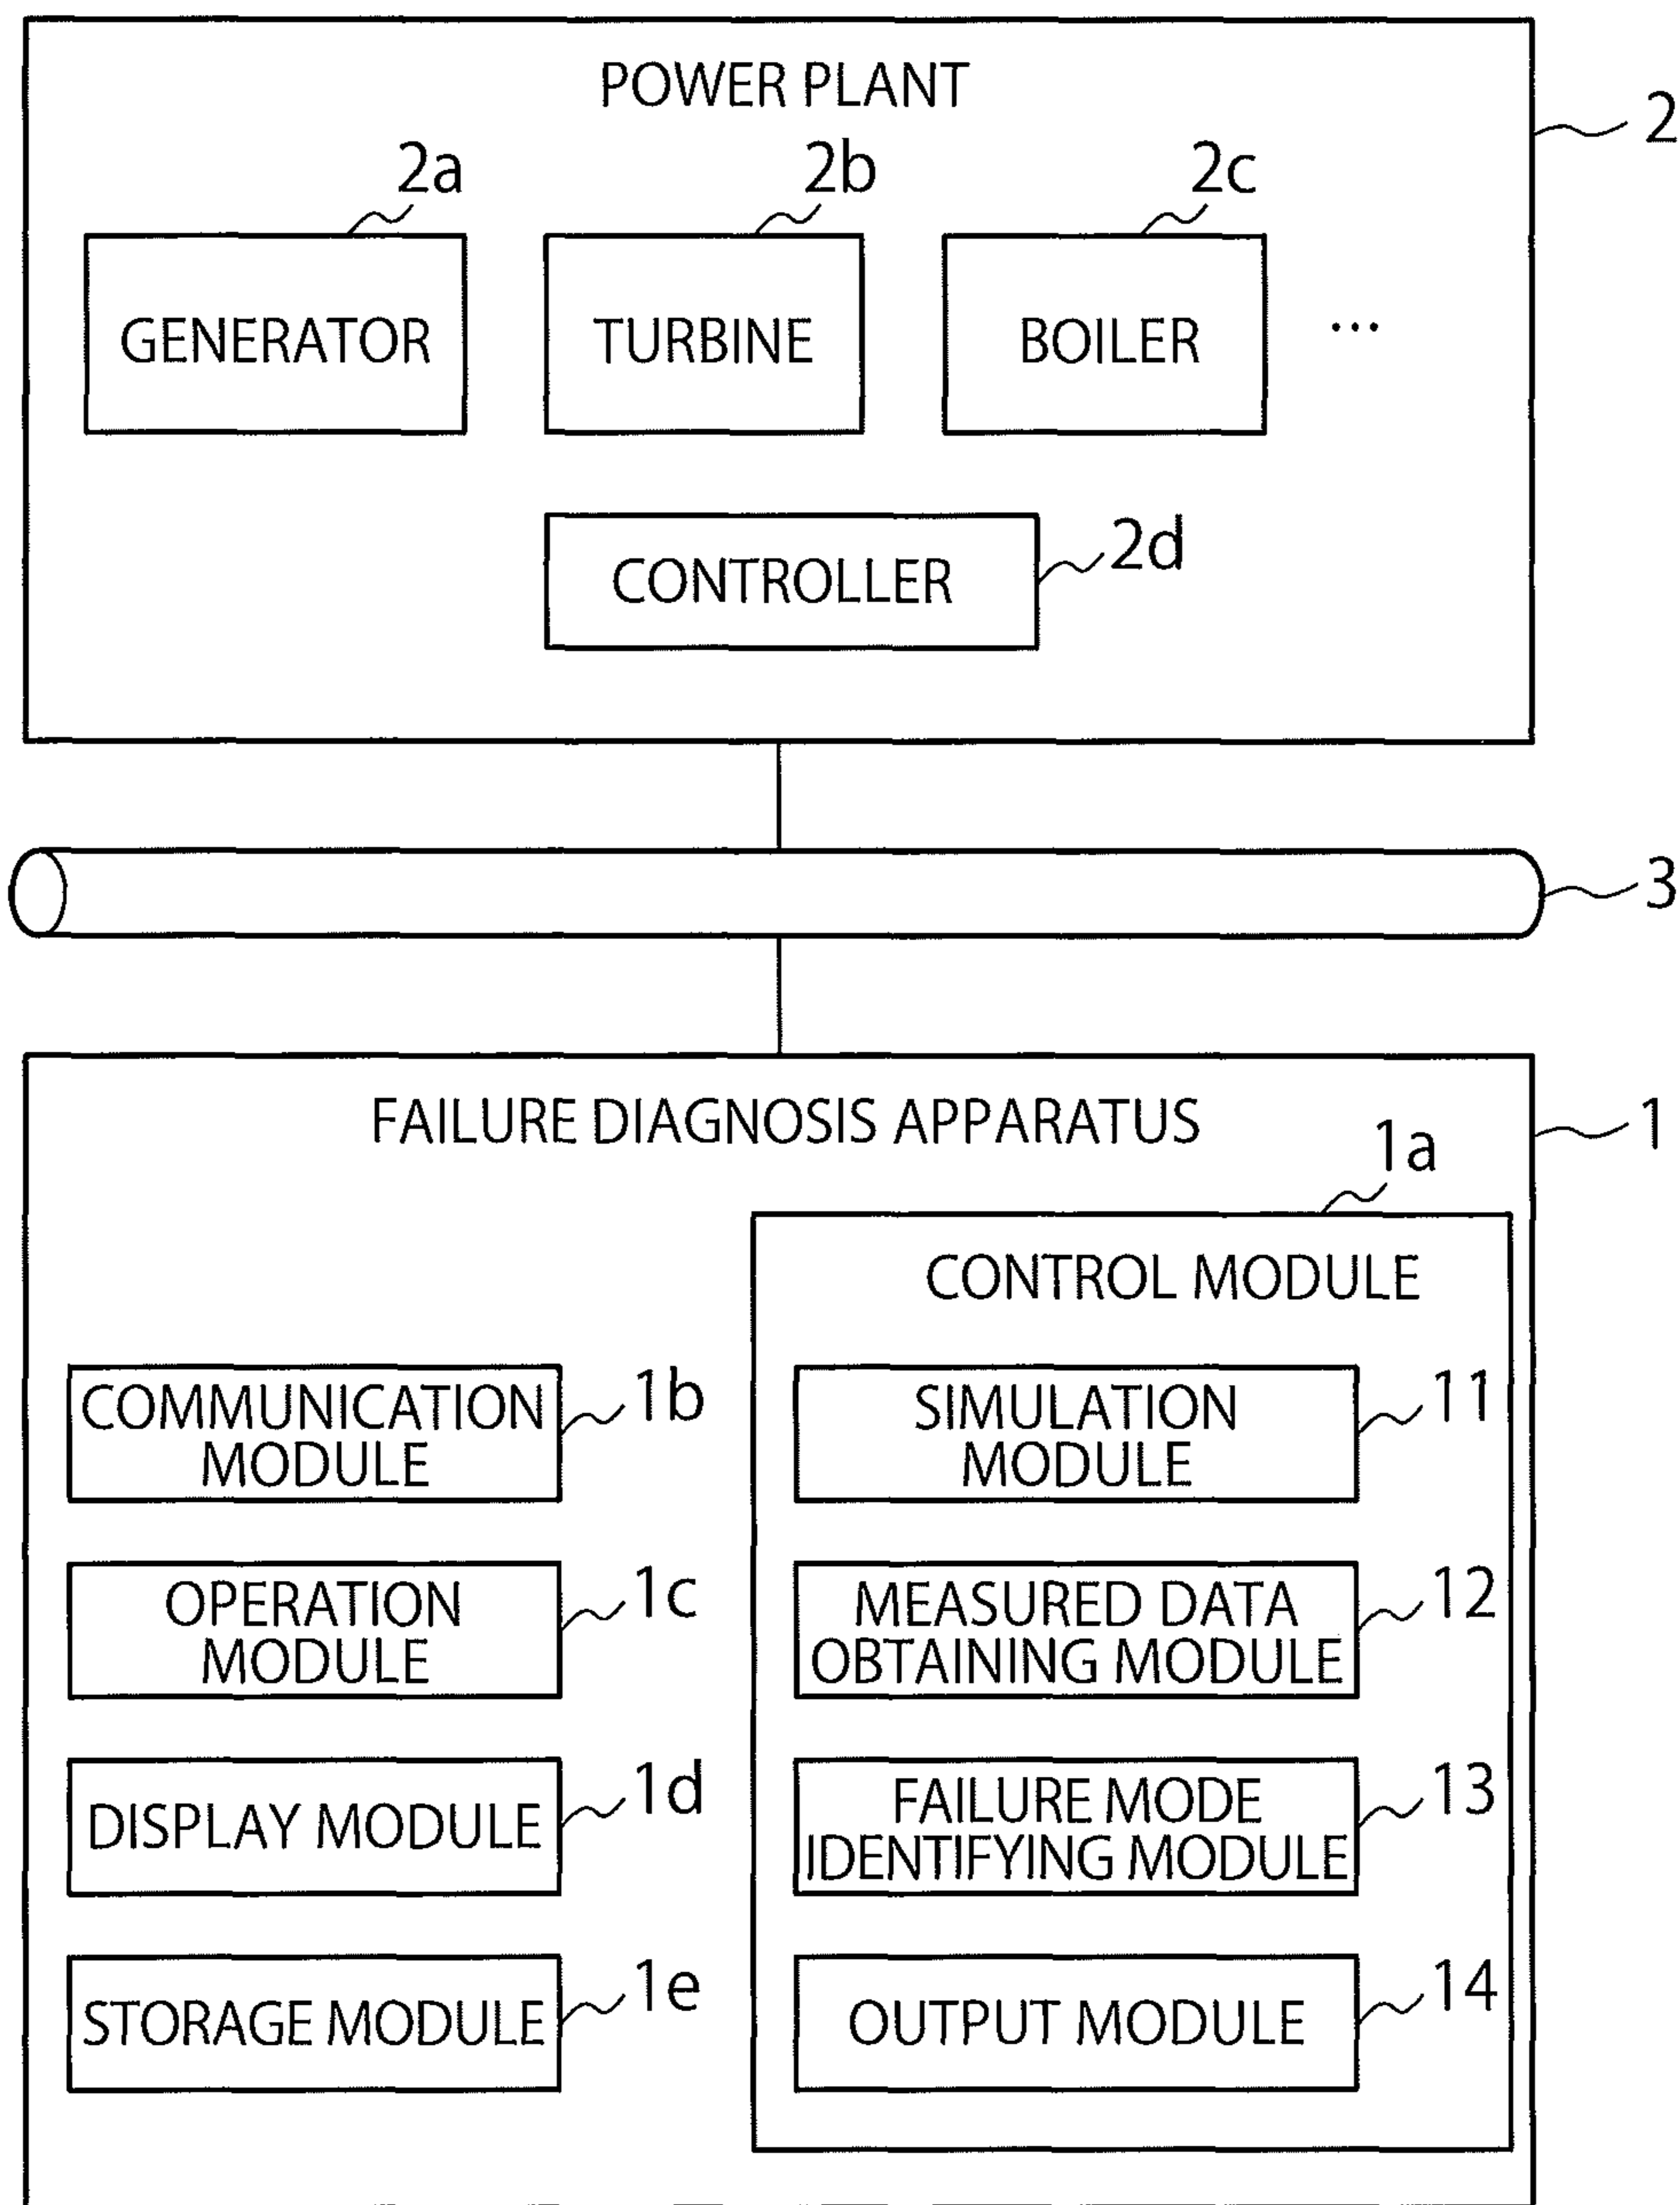 POWER PLANT
2
2a
2b
2c
GENERATOR
TURBINE
BOILER
...
CONTROLLER
2d
3
FAILURE DIAGNOSIS APPARATUS
1
1a
CONTROL MODULE
COMMUNICATION
MODULE
1b
SIMULATION
MODULE
11
OPERATION
MODULE
1c
MEASURED DATA
OBTAINING MODULE
12
DISPLAY MODULE
1d
FAILURE MODE
IDENTIFYING MODULE
13
STORAGE MODULE
1e
OUTPUT MODULE
14